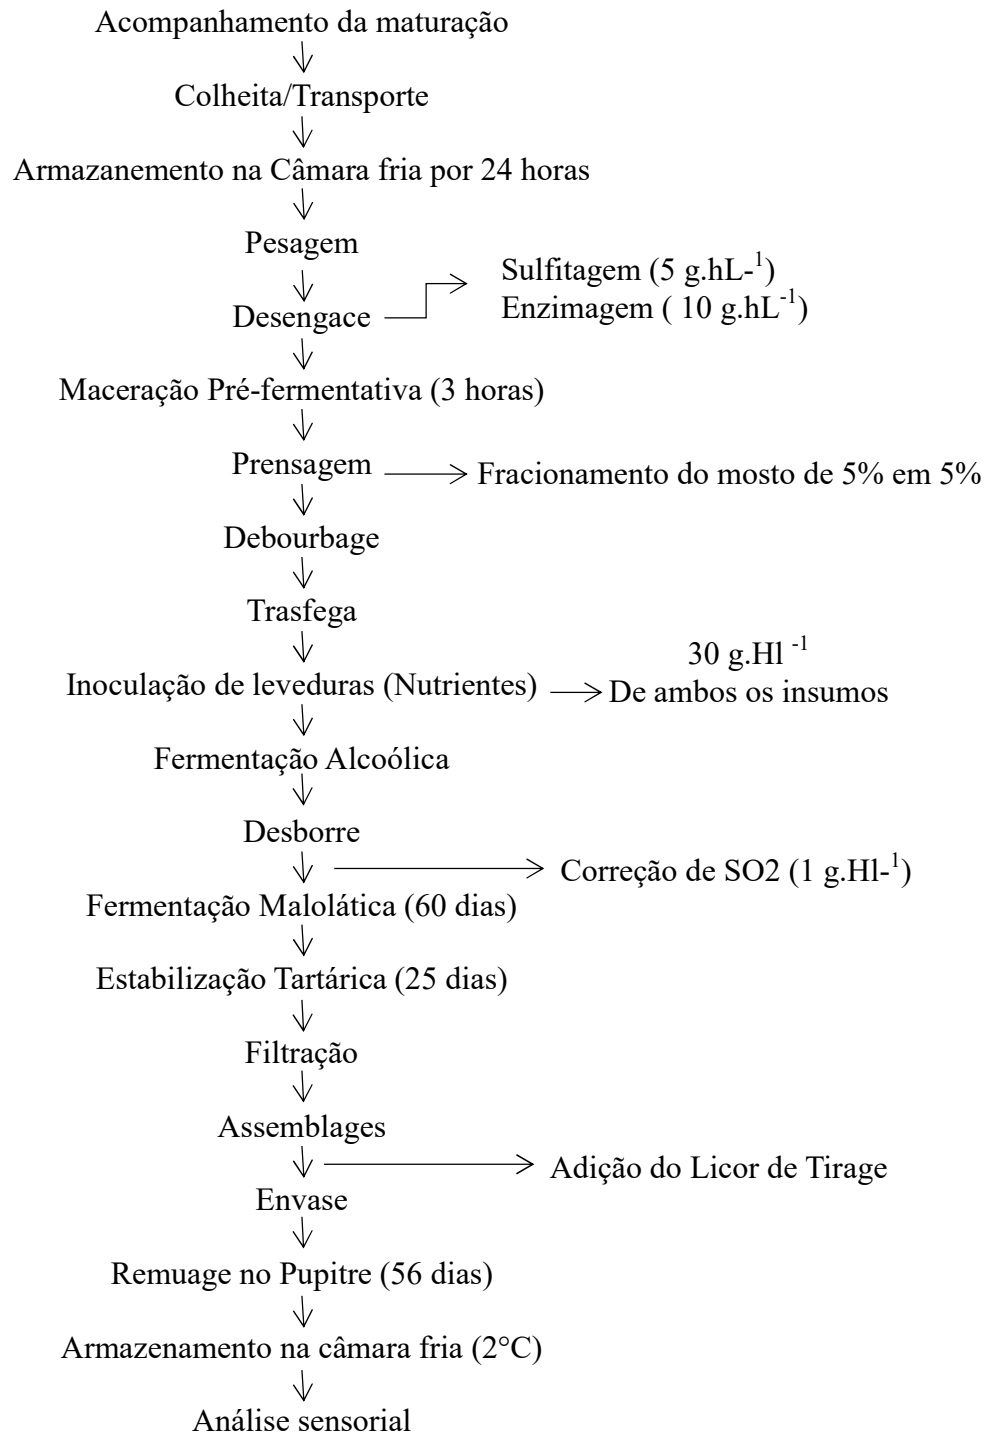 Acompanhamento da maturação
Colheita/Transporte
Armazanemento na Câmara fria por 24 horas
Pesagem
Sulfitagem (5 g.hL-¹)
Enzimagem ( 10 g.hL⁻¹)
Desengace
Maceração Pré-fermentativa (3 horas)
Prensagem
Fracionamento do mosto de 5% em 5%
Debourbage
Trasfega
30 g.Hl ⁻¹
Inoculação de leveduras (Nutrientes)
De ambos os insumos
Fermentação Alcoólica
Desborre
Correção de SO2 (1 g.Hl-¹)
Fermentação Malolática (60 dias)
Estabilização Tartárica (25 dias)
Filtração
Assemblages
Adição do Licor de Tirage
Envase
Remuage no Pupitre (56 dias)
Armazenamento na câmara fria (2°C)
Análise sensorial